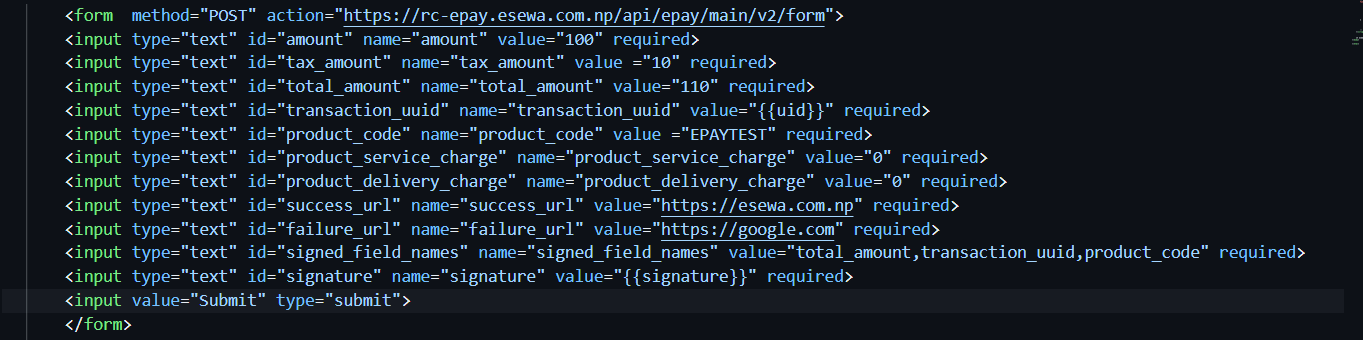 <form  method="POST" action="https://rc-epay.esewa.com.np/api/epay/main/v2/form">
<input type="text" id="amount" name="amount" value="100" required>
<input type="text" id="tax_amount" name="tax_amount" value ="10" required>
<input type="text" id="total_amount" name="total_amount" value="110" required>
<input type="text" id="transaction_uuid" name="transaction_uuid" value="{{uid}}" required>
<input type="text" id="product_code" name="product_code" value ="EPAYTEST" required>
<input type="text" id="product_service_charge" name="product_service_charge" value="0" required>
<input type="text" id="product_delivery_charge" name="product_delivery_charge" value="0" required>
<input type="text" id="success_url" name="success_url" value="https://esewa.com.np" required>
<input type="text" id="failure_url" name="failure_url" value="https://google.com" required>
<input type="text" id="signed_field_names" name="signed_field_names" value="total_amount,transaction_uuid,product_code" required>
<input type="text" id="signature" name="signature" value="{{signature}}" required>
<input value="Submit" type="submit">
</form>